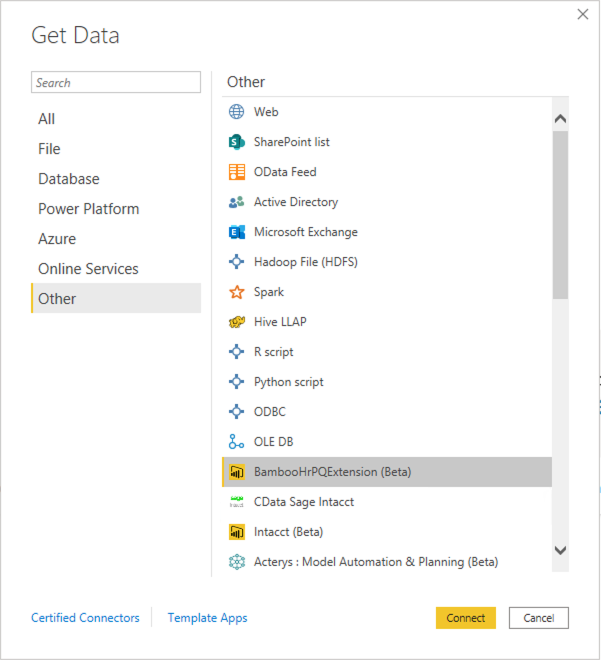 Get Data
Search
All
File
Database
Power Platform
Azure
Online Services
Other
Other
Web
SharePoint list
OData Feed
Active Directory
Microsoft Exchange
Hadoop File (HDFS)
Spark
Hive LLAP
R script
Python script
ODBC
OLE DB
BambooHrPQExtension (Beta)
CData Sage Intacct
Intacct (Beta)
Acterys : Model Automation & Planning (Beta)
Certified Connectors
Template Apps
Connect
Cancel